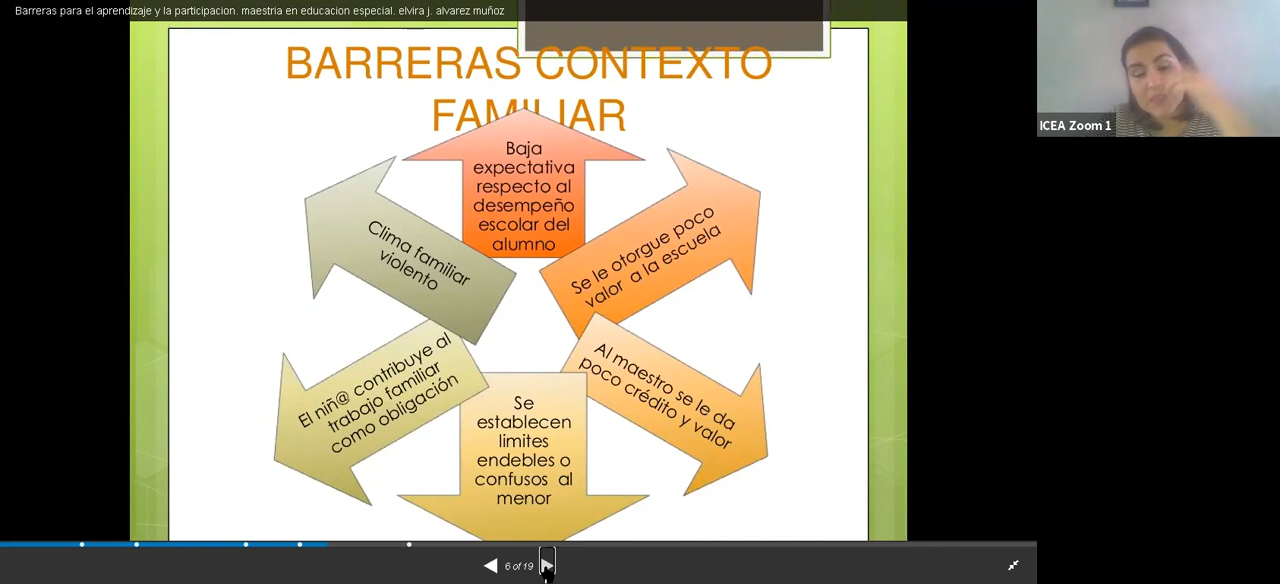 Barreras para el aprendizaje y la participacion. maestria en educacion especial. elvira j. alvarez muñoz
ICEA Zoom 1
BARRERAS CONTEXTO
FAMILIAR
Baja
expectativa
respecto al
desempeño
escolar del
alumno
Se le otorgue poco
valor a la escuela
Al maestro se le da
poco crédito y valor
Se
establecen
limites
endebles o
confusos al
menor
El niñ@ contribuye al
trabajo familiar
como obligación
Clima familiar
violento
6 of 19